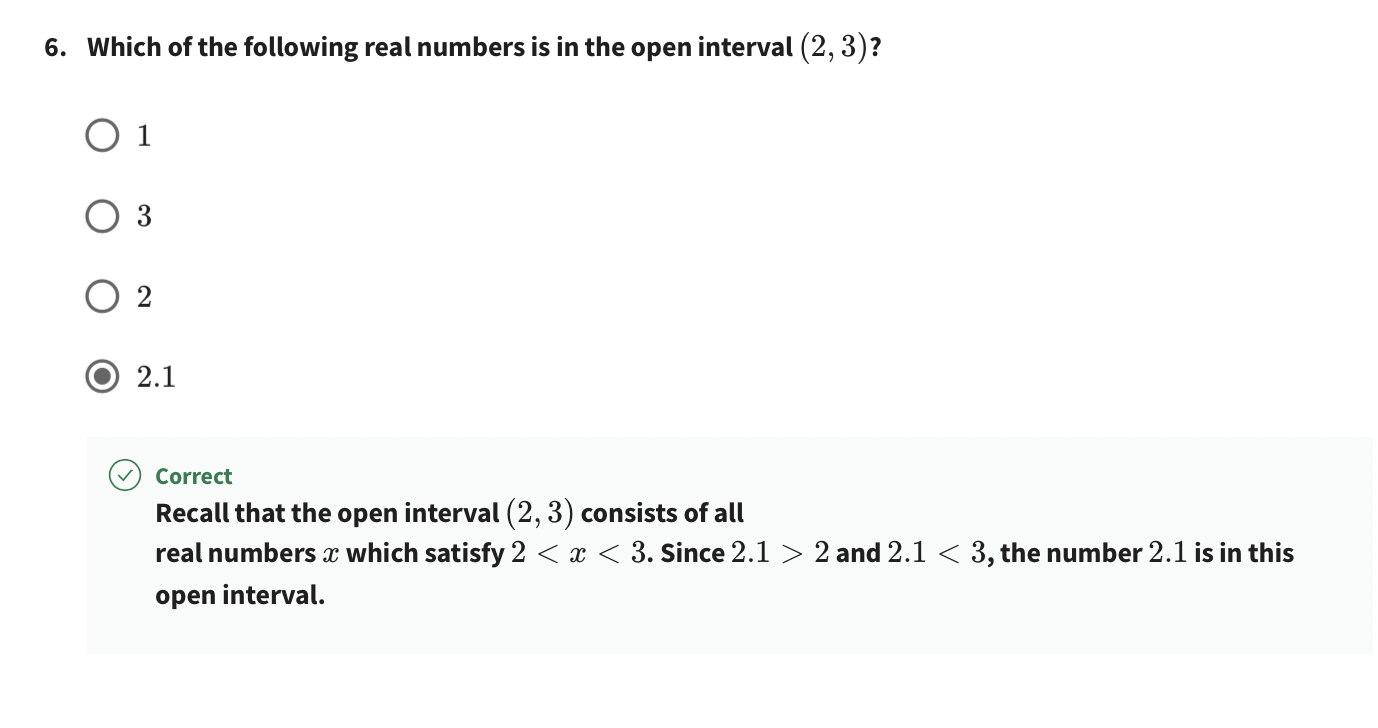 6. Which of the following real numbers is in the open interval (2, 3)?
1
3
2
2.1
Correct
Recall that the open interval (2, 3) consists of all
real numbers x which satisfy 2 < x < 3. Since 2.1 > 2 and 2.1 < 3, the number 2.1 is in this
open interval.